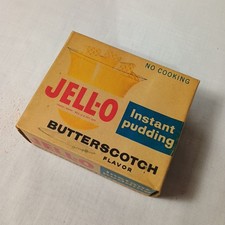 NO COOKING
JELL-O
Instant
pudding
BUTTERSCOTCH
FLAVOR